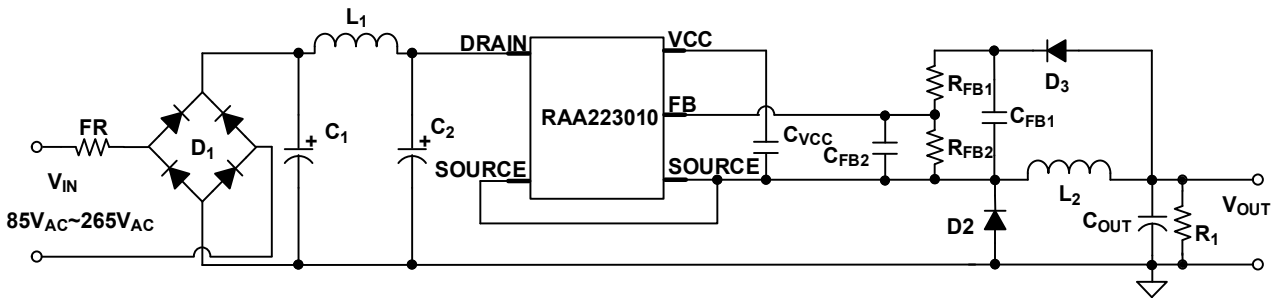 L1
DRAIN
VCC
D3
RFB1
FR
FB
RAA223010
CFB1
D1
+ C1
+ C2
CVCC
CFB2
RFB2
SOURCE
SOURCE
VIN
L2
VOUT
85VAC~265VAC
D2
COUT
R1